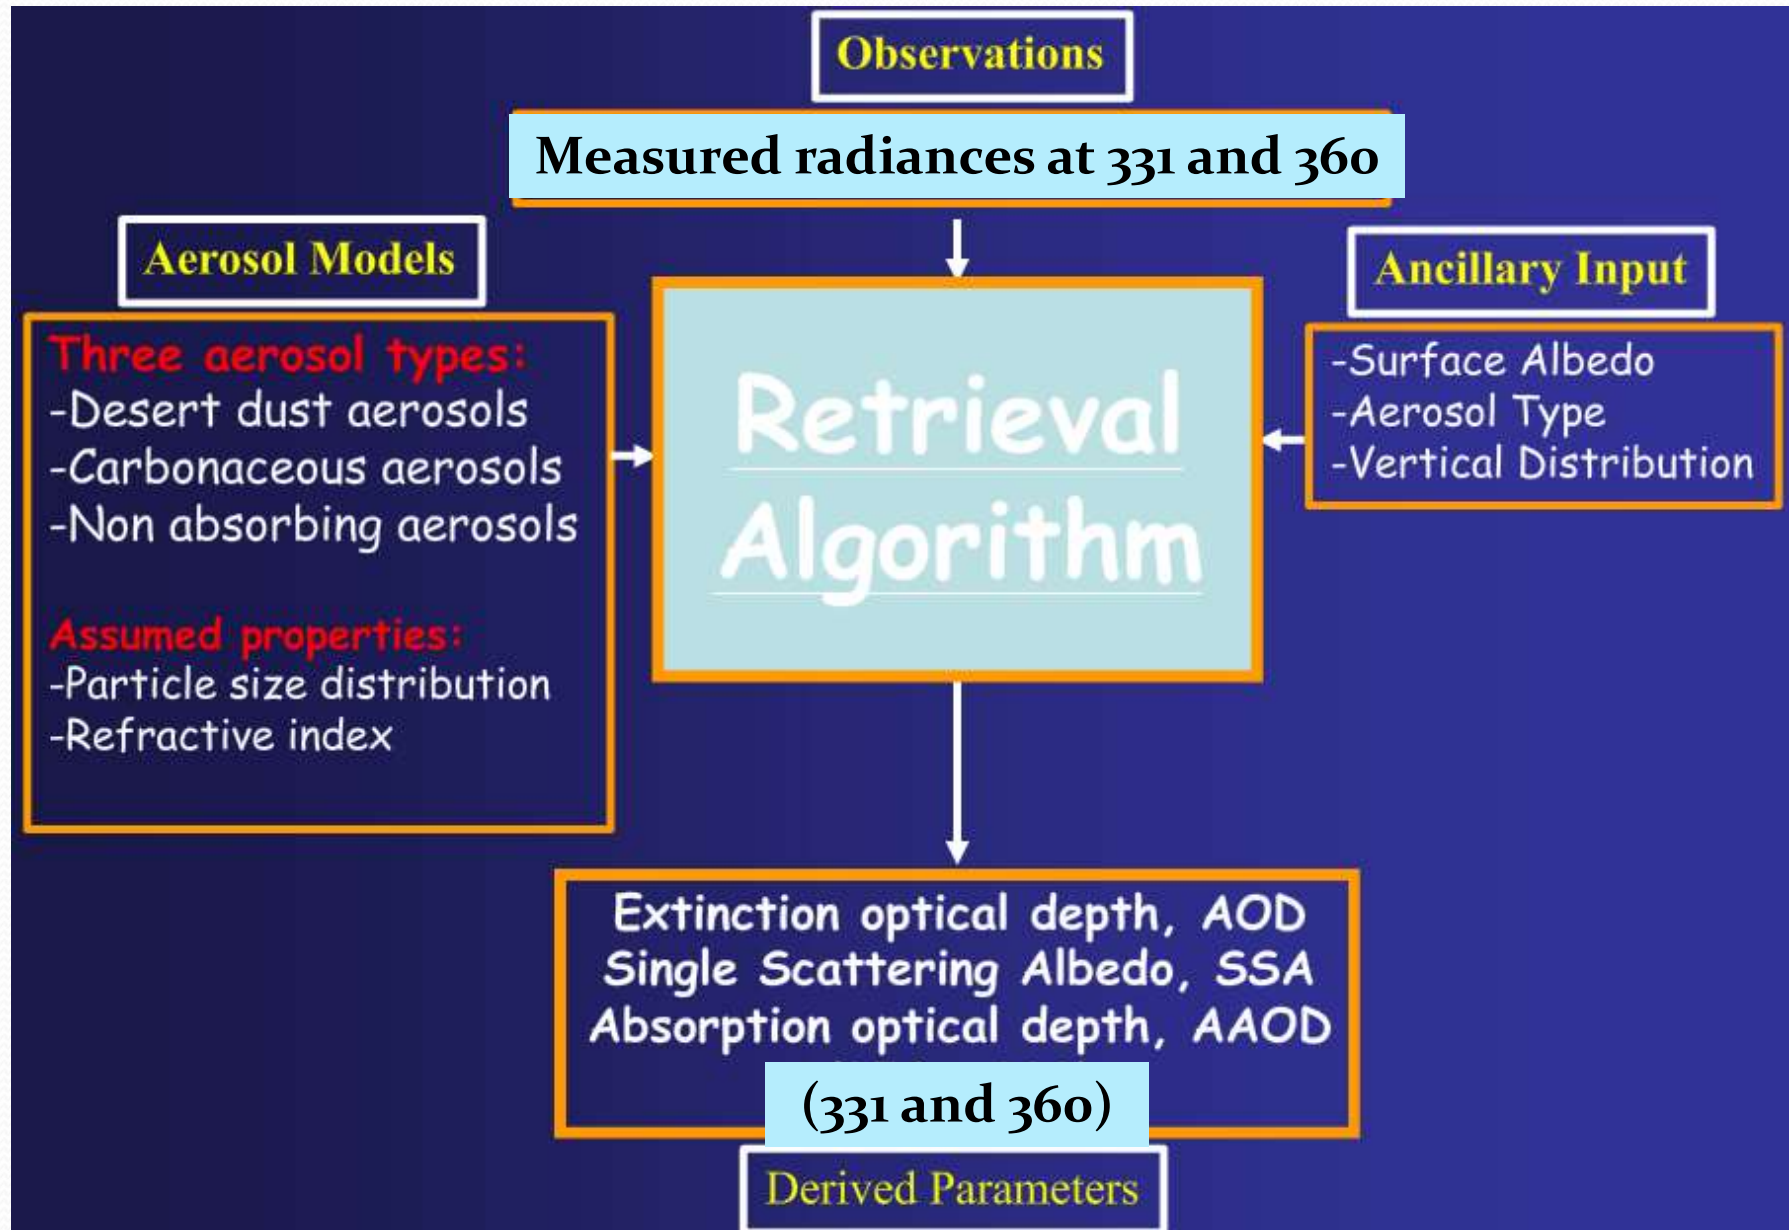 Observations
Measured radiances at 331 and 360
Aerosol Models
Three aerosol types:
-Desert dust aerosols
-Carbonaceous aerosols
-Non absorbing aerosols
Assumed properties:
-Particle size distribution
-Refractive index
Retrieval
Algorithm
Ancillary Input
-Surface Albedo
-Aerosol Type
-Vertical Distribution
Extinction optical depth, AOD
Single Scattering Albedo, SSA
Absorption optical depth, AAOD
(331 and 360)
Derived Parameters